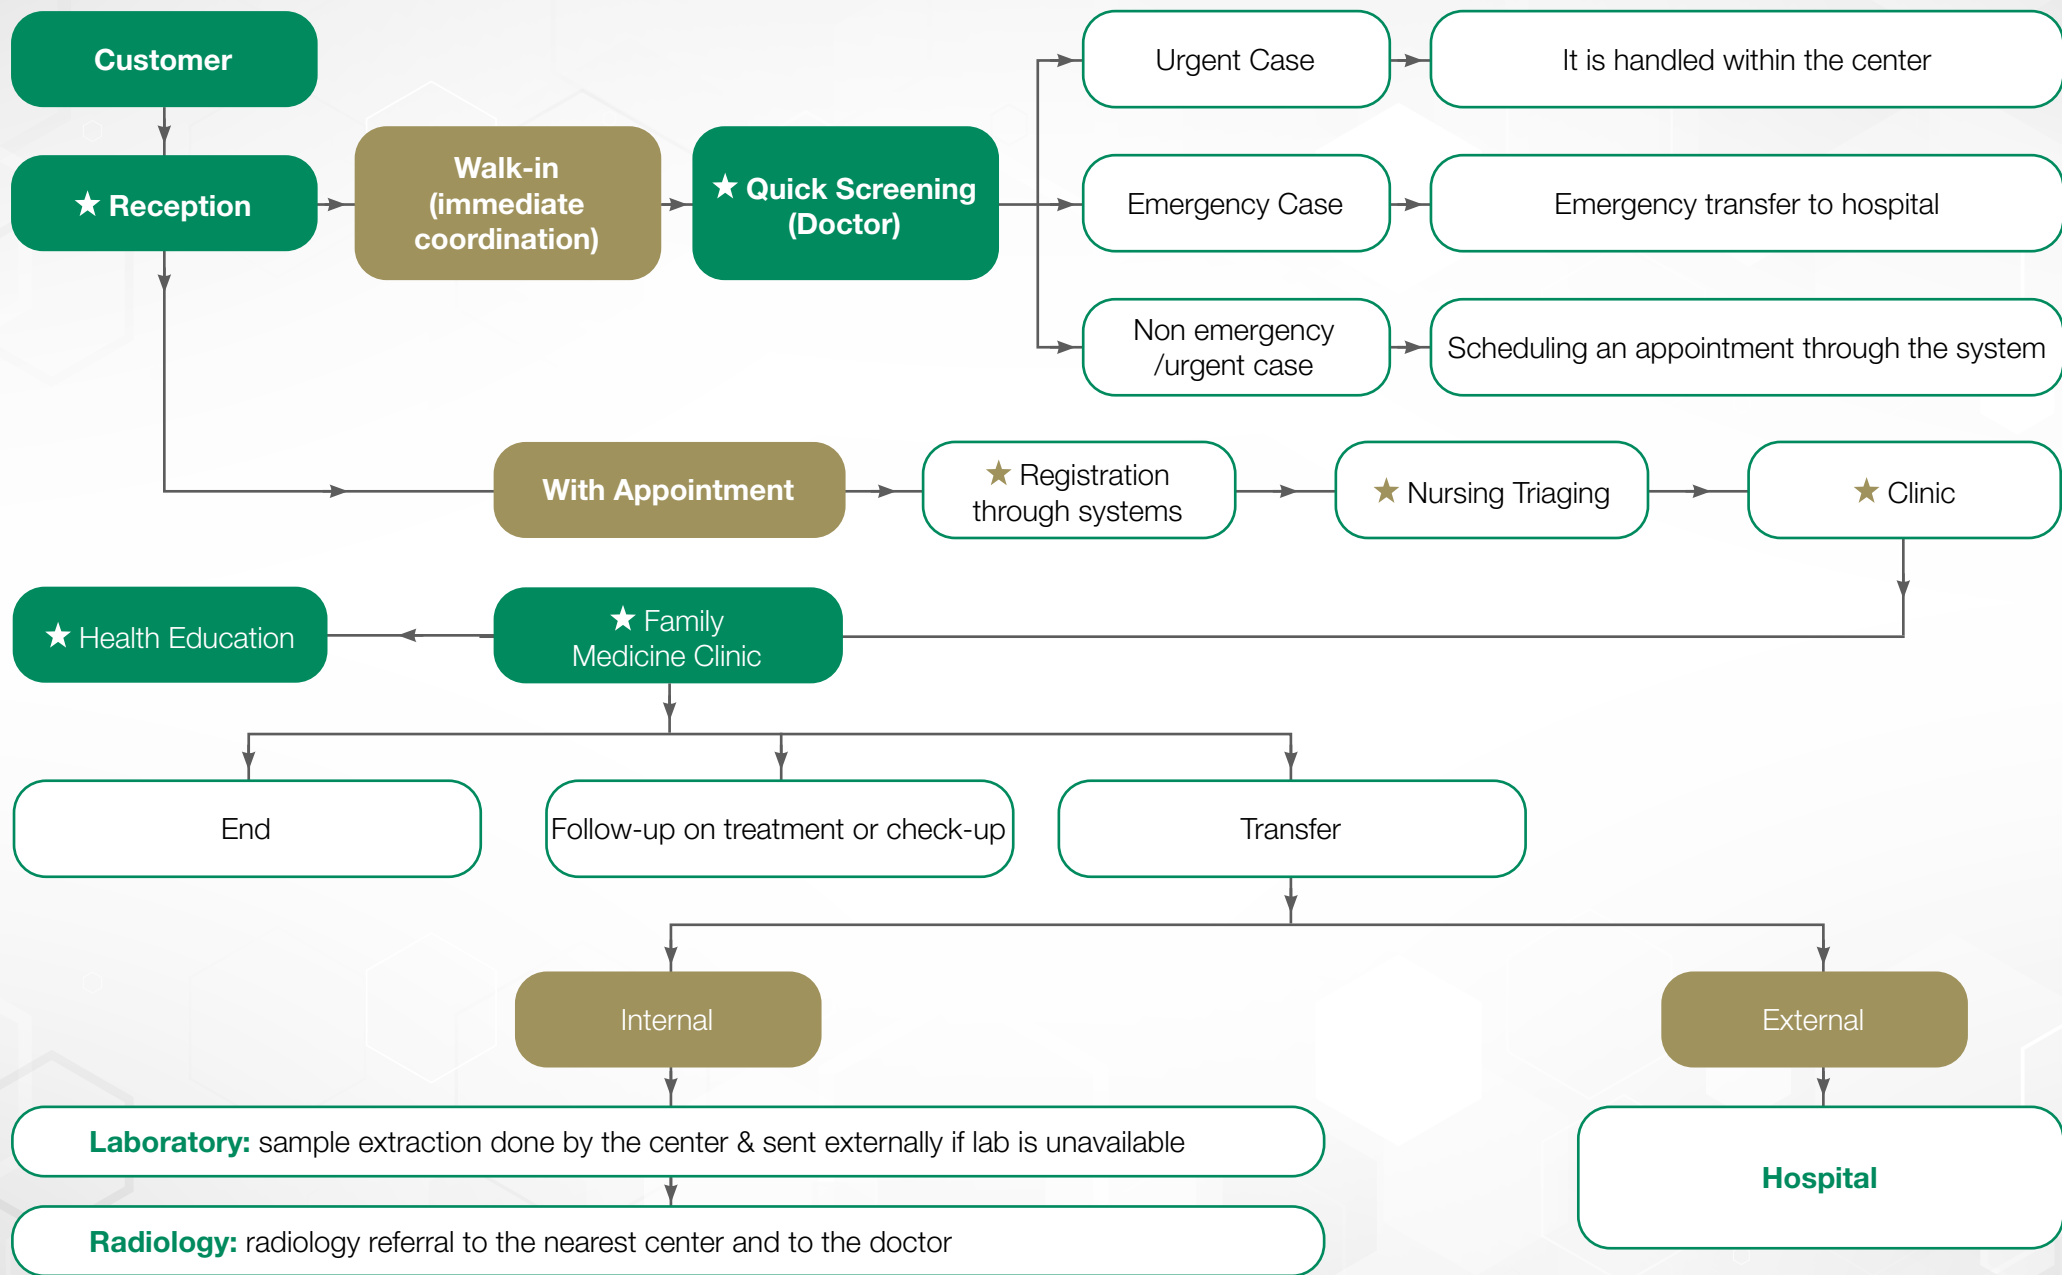 Customer
★ Reception
Walk-in
(immediate
coordination)
★ Quick Screening
(Doctor)
Urgent Case
It is handled within the center
Emergency Case
Emergency transfer to hospital
Non emergency
/urgent case
Scheduling an appointment through the system
With Appointment
★ Registration
through systems
★ Nursing Triaging
★ Clinic
★ Health Education
★ Family
Medicine Clinic
End
Follow-up on treatment or check-up
Transfer
Internal
External
Laboratory: sample extraction done by the center & sent externally if lab is unavailable
Radiology: radiology referral to the nearest center and to the doctor
Hospital